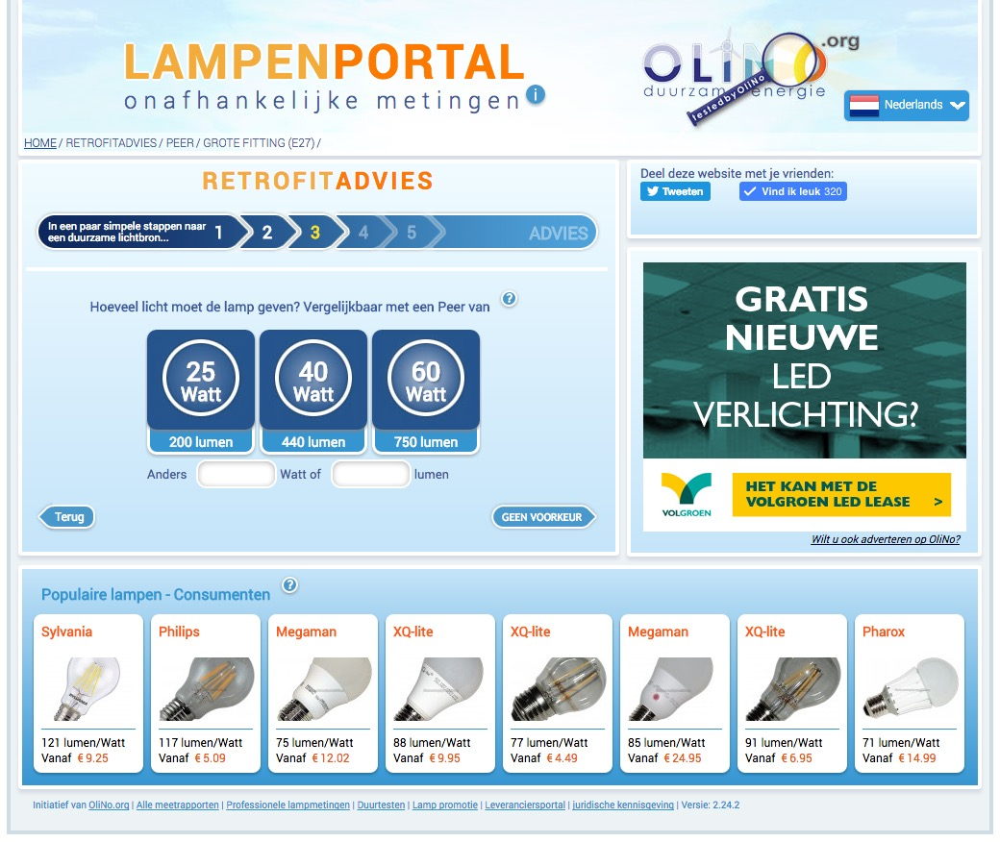 LAMPENPORTAL
onafhankelijke metingen
i
OLiNO
.org
duurzame energie
testedbyOliNo
Nederlands
HOME / RETROFITADVIES / PEER / GROTE FITTING (E27) /
RETROFITADVIES
In een paar simpele stappen naar
een duurzame lichtbron...
1 2 3 4 5 ADVIES
Hoeveel licht moet de lamp geven? Vergelijkbaar met een Peer van ?
25 Watt
200 lumen
40 Watt
440 lumen
60 Watt
750 lumen
Anders Watt of lumen
Terug
GEEN VOORKEUR
Deel deze website met je vrienden:
Tweeten
Vind ik leuk 320
GRATIS
NIEUWE
LED
VERLICHTING?
VOLGROEN
HET KAN MET DE
VOLGROEN LED LEASE >
Wilt u ook adverteren op OliNo?
Populaire lampen - Consumenten ?
Sylvania
121 lumen/Watt
Vanaf € 9.25
Philips
117 lumen/Watt
Vanaf € 5.09
Megaman
75 lumen/Watt
Vanaf € 12.02
XQ-lite
88 lumen/Watt
Vanaf € 9.95
XQ-lite
77 lumen/Watt
Vanaf € 4.49
Megaman
85 lumen/Watt
Vanaf € 24.95
XQ-lite
91 lumen/Watt
Vanaf € 6.95
Pharox
71 lumen/Watt
Vanaf € 14.99
Initiatief van OliNo.org | Alle meetrapporten | Professionele lampmetingen | Duurtesten | Lamp promotie | Leveranciersportal | juridische kennisgeving | Versie: 2.24.2